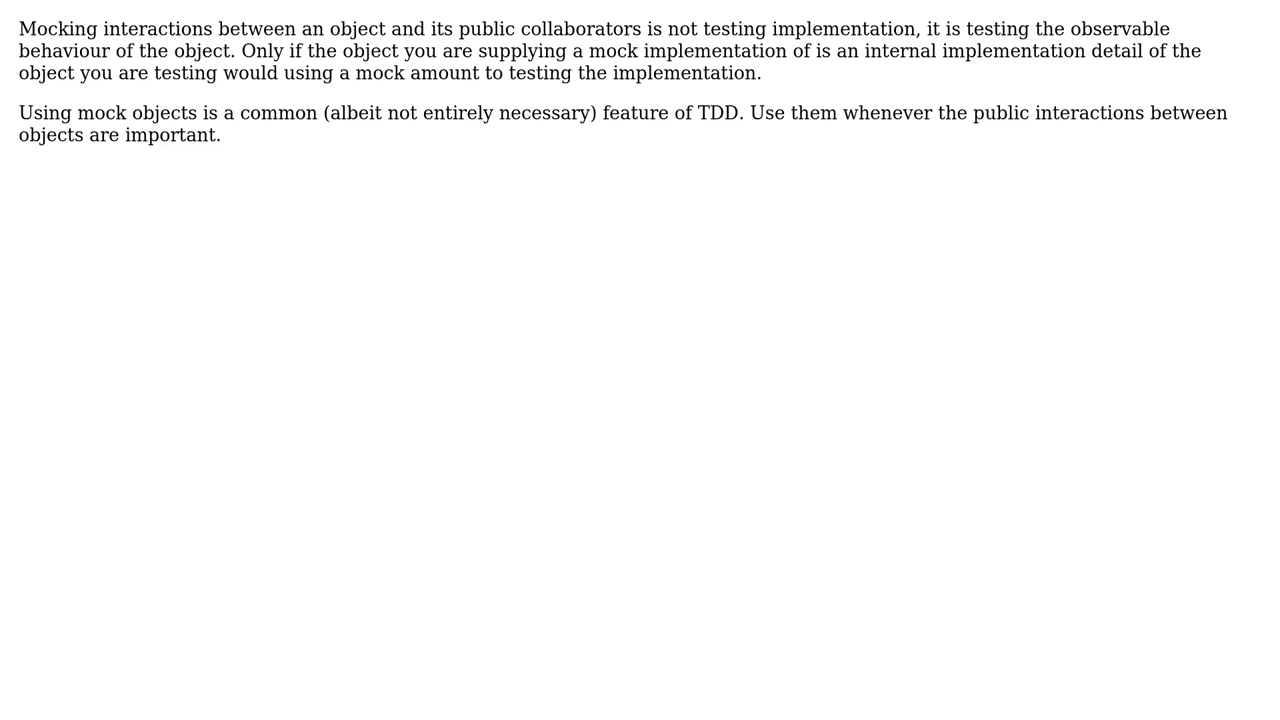 Mocking interactions between an object and its public collaborators is not testing implementation, it is testing the observable
behaviour of the object. Only if the object you are supplying a mock implementation of is an internal implementation detail of the
object you are testing would using a mock amount to testing the implementation.
Using mock objects is a common (albeit not entirely necessary) feature of TDD. Use them whenever the public interactions between
objects are important.